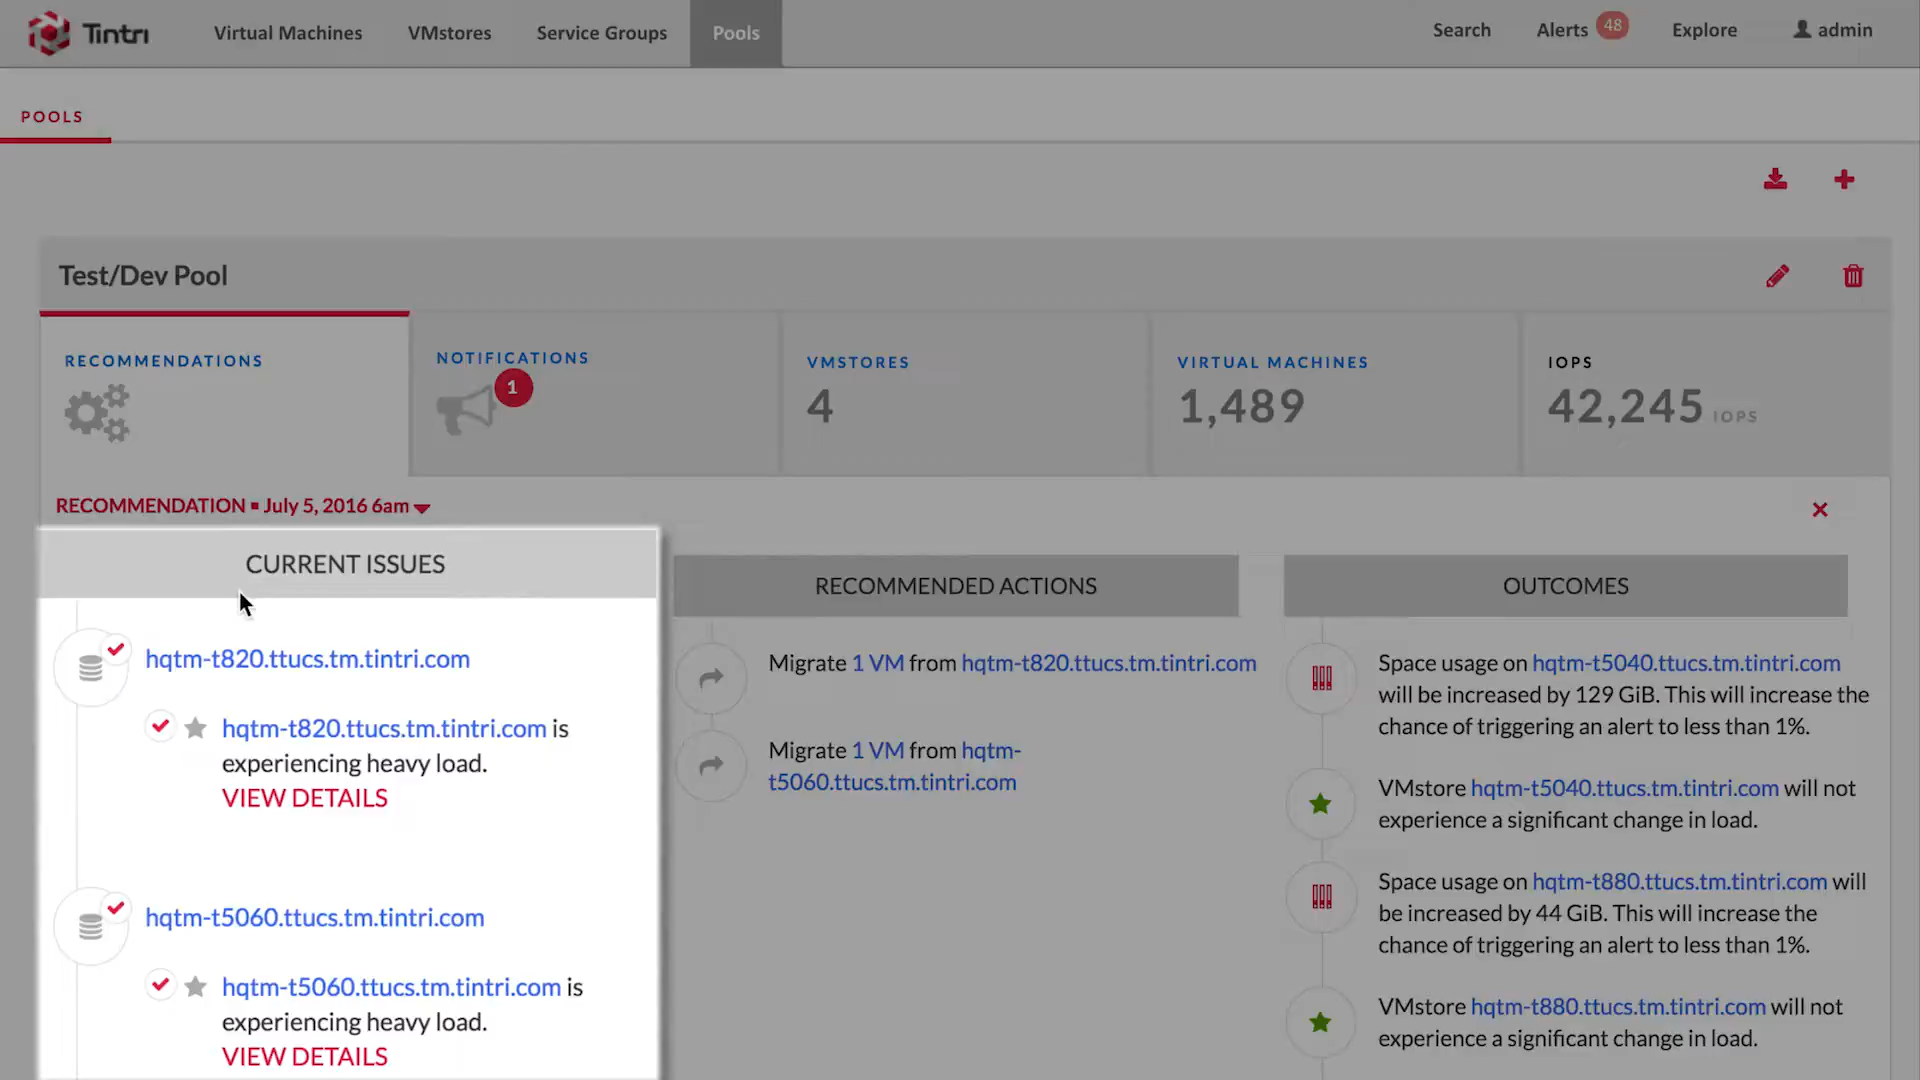 Tintri
Virtual Machines
VMstores
Service Groups
Pools
Search
Alerts 48
Explore
admin
POOLS
Test/Dev Pool
RECOMMENDATIONS
NOTIFICATIONS
1
VMSTORES
4
VIRTUAL MACHINES
1,489
IOPS
42,245 IOPS
RECOMMENDATION ▪ July 5, 2016 6am
CURRENT ISSUES
hqtm-t820.ttucs.tm.tintri.com
hqtm-t820.ttucs.tm.tintri.com is
experiencing heavy load.
VIEW DETAILS
hqtm-t5060.ttucs.tm.tintri.com
hqtm-t5060.ttucs.tm.tintri.com is
experiencing heavy load.
VIEW DETAILS
RECOMMENDED ACTIONS
Migrate 1 VM from hqtm-t820.ttucs.tm.tintri.com
Migrate 1 VM from hqtm-
t5060.ttucs.tm.tintri.com
OUTCOMES
Space usage on hqtm-t5040.ttucs.tm.tintri.com
will be increased by 129 GiB. This will increase the
chance of triggering an alert to less than 1%.
VMstore hqtm-t5040.ttucs.tm.tintri.com will not
experience a significant change in load.
Space usage on hqtm-t880.ttucs.tm.tintri.com will
be increased by 44 GiB. This will increase the
chance of triggering an alert to less than 1%.
VMstore hqtm-t880.ttucs.tm.tintri.com will not
experience a significant change in load.